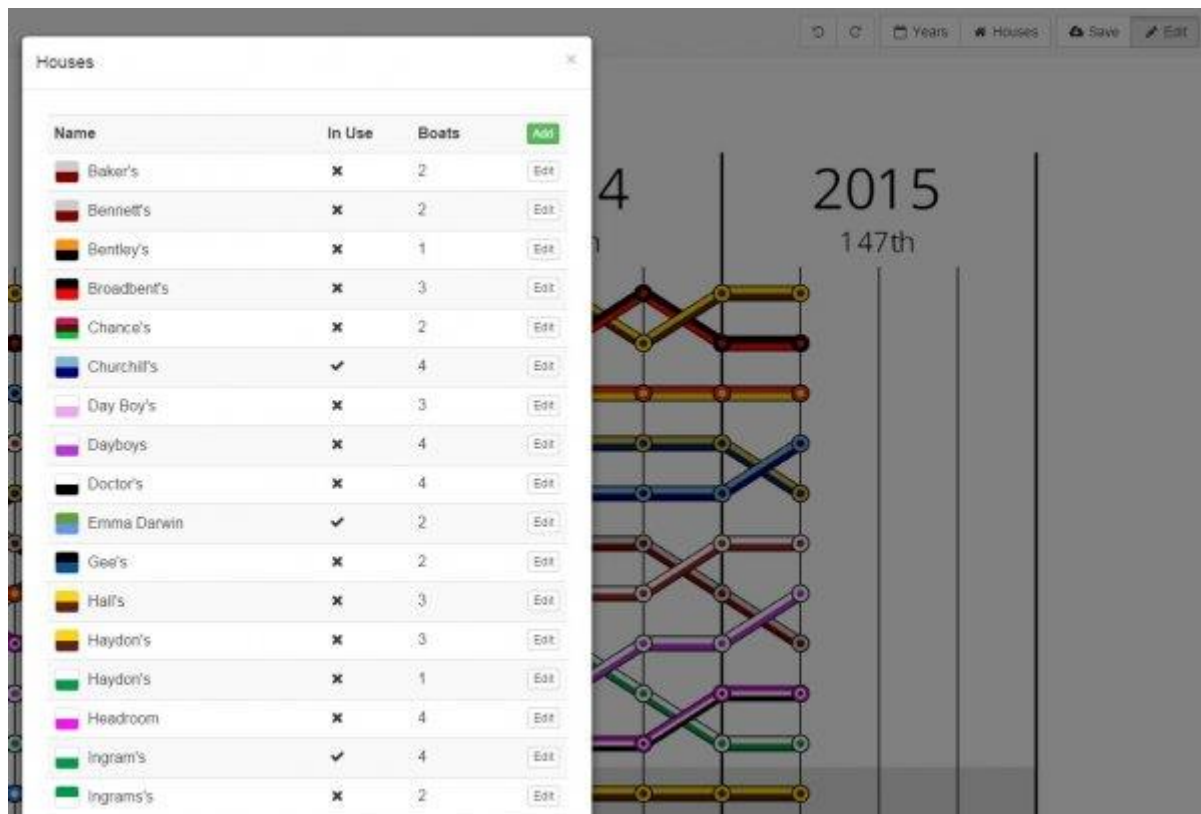 Years Houses Save Edit
Houses ×
Name In Use Boats Add
Baker's 2 Edit
Bennett's 2 Edit
Bentley's 1 Edit
Broadbent's 3 Edit
Chance's 2 Edit
Churchill's 4 Edit
Day Boy's 3 Edit
Dayboys 4 Edit
Doctor's 4 Edit
Emma Darwin 2 Edit
Gee's 2 Edit
Hall's 3 Edit
Haydon's 3 Edit
Haydon's 1 Edit
Headroom 4 Edit
Ingram's 4 Edit
Ingrams's 2 Edit
4 2015
147th